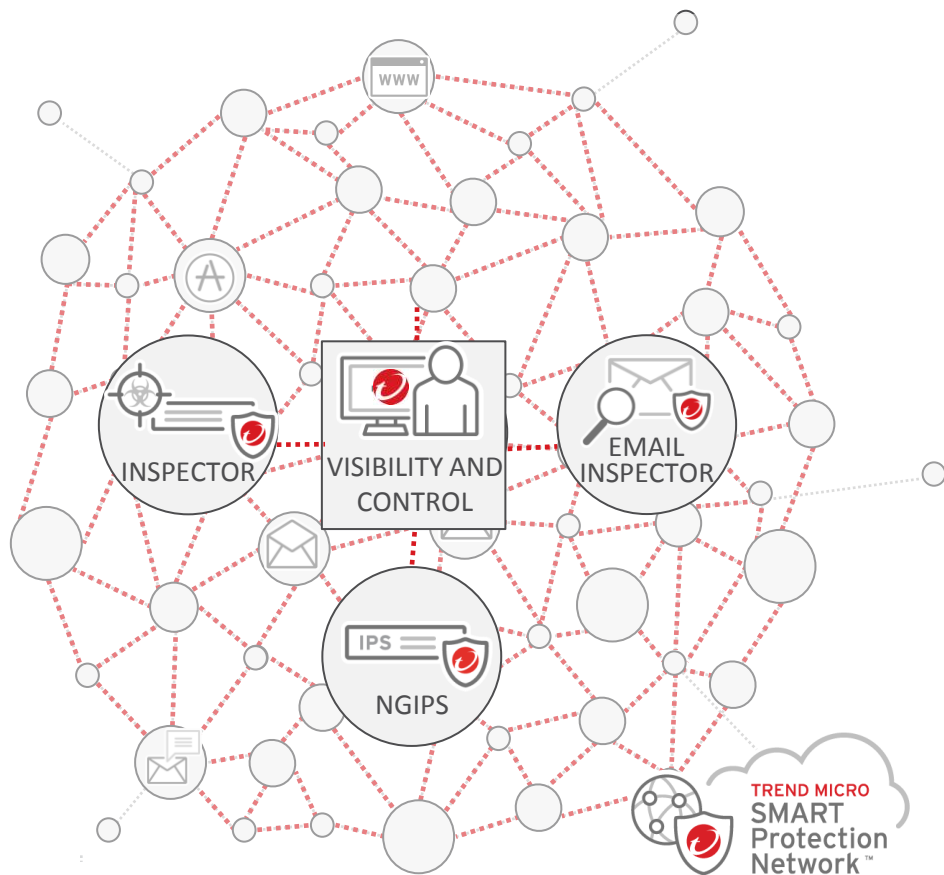 WWW
INSPECTOR
VISIBILITY AND
CONTROL
EMAIL
INSPECTOR
IPS
NGIPS
TREND MICRO
SMART
Protection
Network™